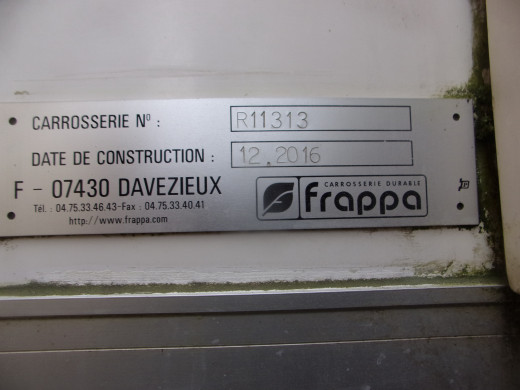 CARROSSERIE Nº : R11313
DATE DE CONSTRUCTION : 12.2016
F - 07430 DAVEZIEUX
Tél. : 04.75.33.46.43-Fax : 04.75.33.40.41
http://www.frappa.com
CARROSSERIE DURABLE
frappa